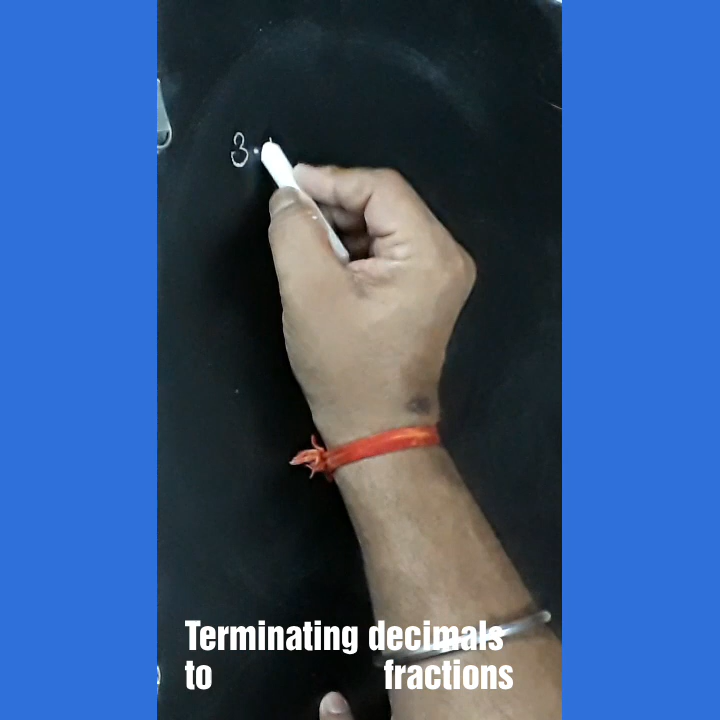 3.
Terminating decimals
to fractions